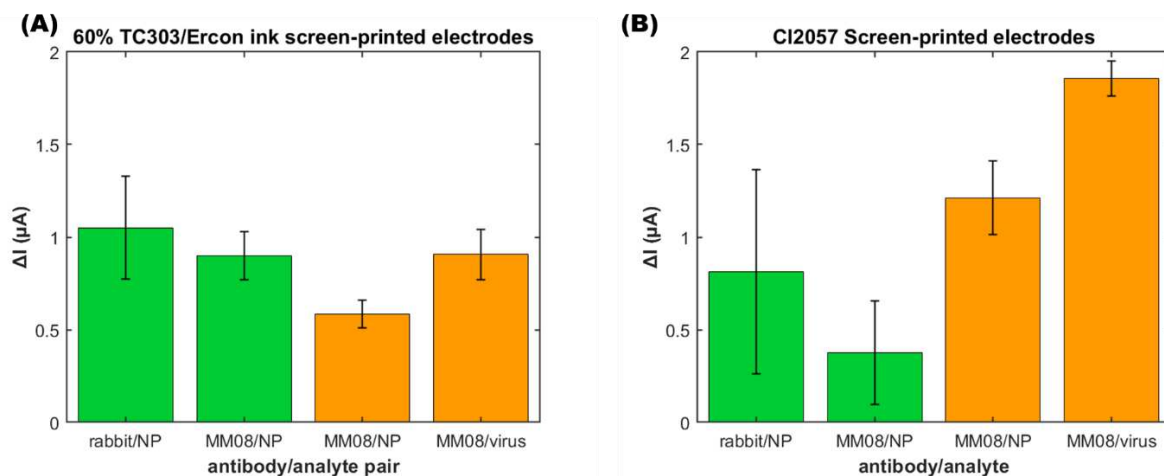 (A)
60% TC303/Ercon ink screen-printed electrodes
2
1.5
1
0.5
0
ΔI (µA)
rabbit/NP MM08/NP MM08/NP MM08/virus
antibody/analyte pair
(B)
CI2057 Screen-printed electrodes
2
1.5
1
0.5
0
ΔI (µA)
rabbit/NP MM08/NP MM08/NP MM08/virus
antibody/analyte